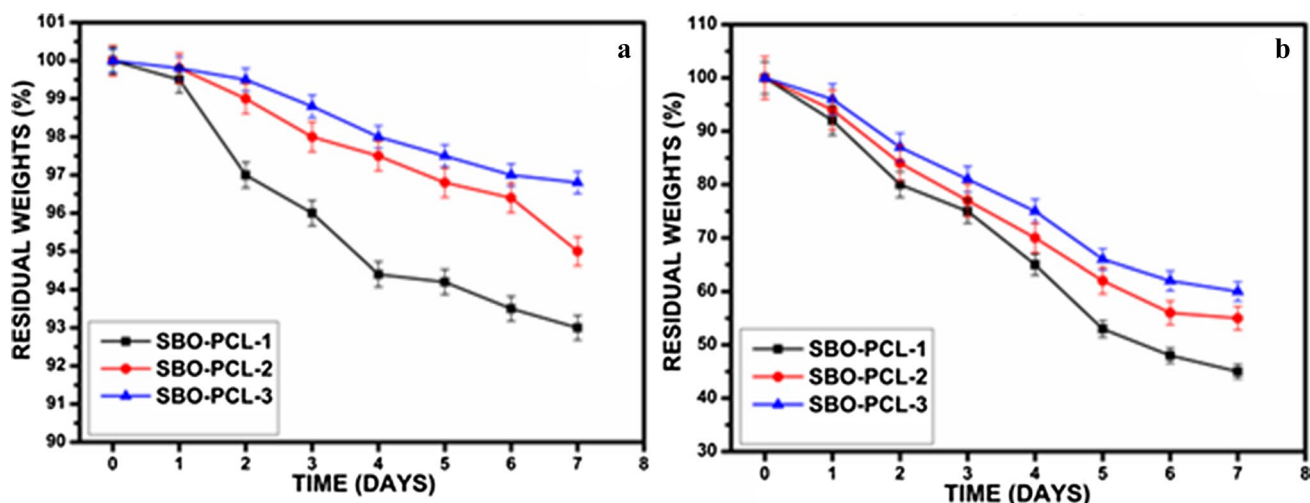 a
RESIDUAL WEIGHTS (%)
101
100
99
98
97
96
95
94
93
92
91
90
SBO-PCL-1
SBO-PCL-2
SBO-PCL-3
0 1 2 3 4 5 6 7 8
TIME (DAYS)
b
RESIDUAL WEIGHTS (%)
110
100
90
80
70
60
50
40
30
SBO-PCL-1
SBO-PCL-2
SBO-PCL-3
0 1 2 3 4 5 6 7 8
TIME (DAYS)